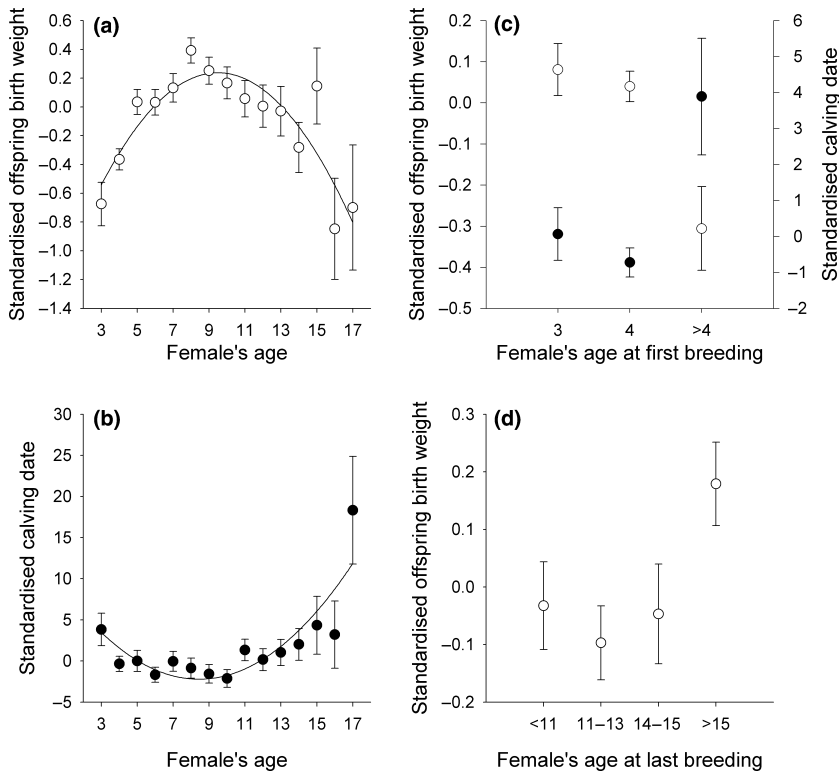 (a)
Standardised offspring birth weight
0.6
0.4
0.2
0.0
–0.2
–0.4
–0.6
–0.8
–1.0
–1.2
–1.4
3 5 7 9 11 13 15 17
Female's age
(c)
Standardised offspring birth weight
0.2
0.1
0.0
–0.1
–0.2
–0.3
–0.4
–0.5
6
5
4
3
2
1
0
–1
–2
Standardised calving date
3 4 >4
Female's age at first breeding
(b)
Standardised calving date
30
25
20
15
10
5
0
–5
3 5 7 9 11 13 15 17
Female's age
(d)
Standardised offspring birth weight
0.3
0.2
0.1
0.0
–0.1
–0.2
<11 11–13 14–15 >15
Female's age at last breeding